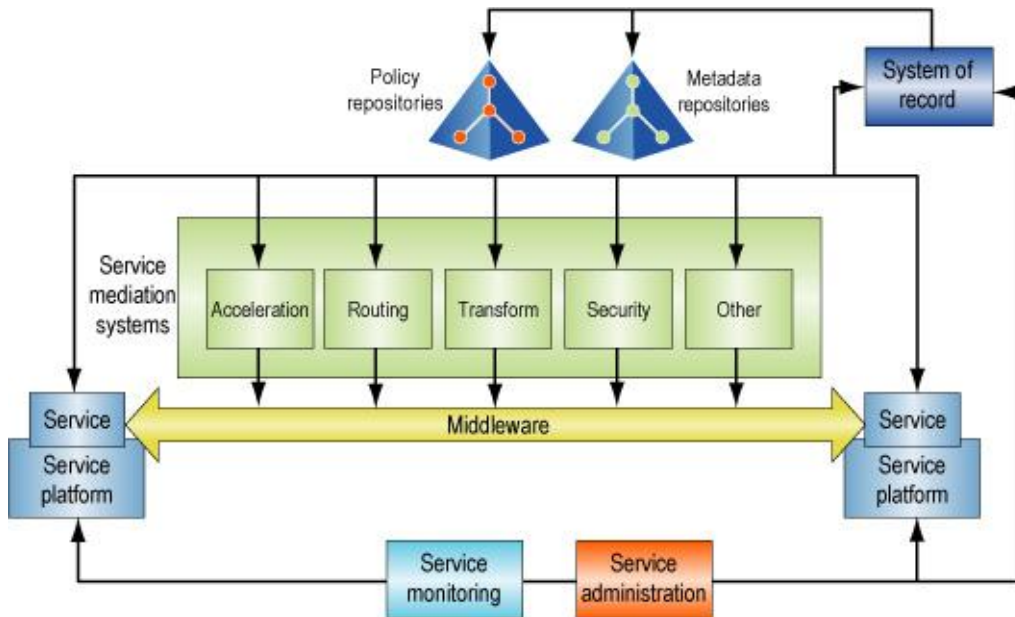 Policy
repositories
Metadata
repositories
System of
record
Service
mediation
systems
Acceleration
Routing
Transform
Security
Other
Service
Middleware
Service
Service
platform
Service
platform
Service
monitoring
Service
administration